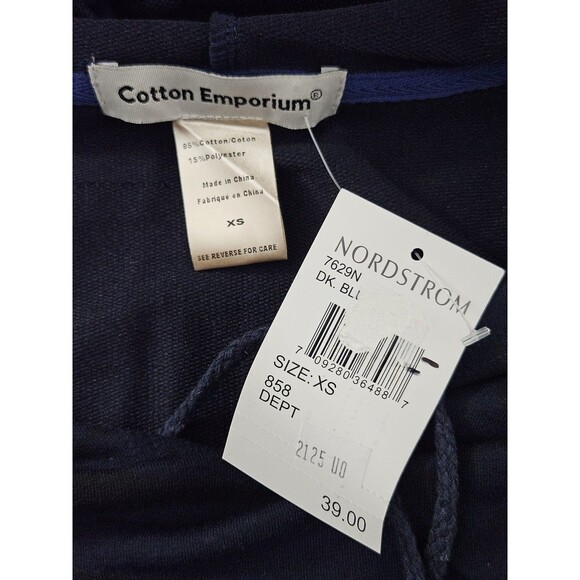 Cotton Emporium®
85%Cotton/Coton
15%Polyester
Made in China
Fabriqué en China
XS
SEE REVERSE FOR CARE
NORDSTROM
7629N
DK. BLU
7 09280 36488 7
SIZE: XS
858
DEPT
2125 UO
39.00